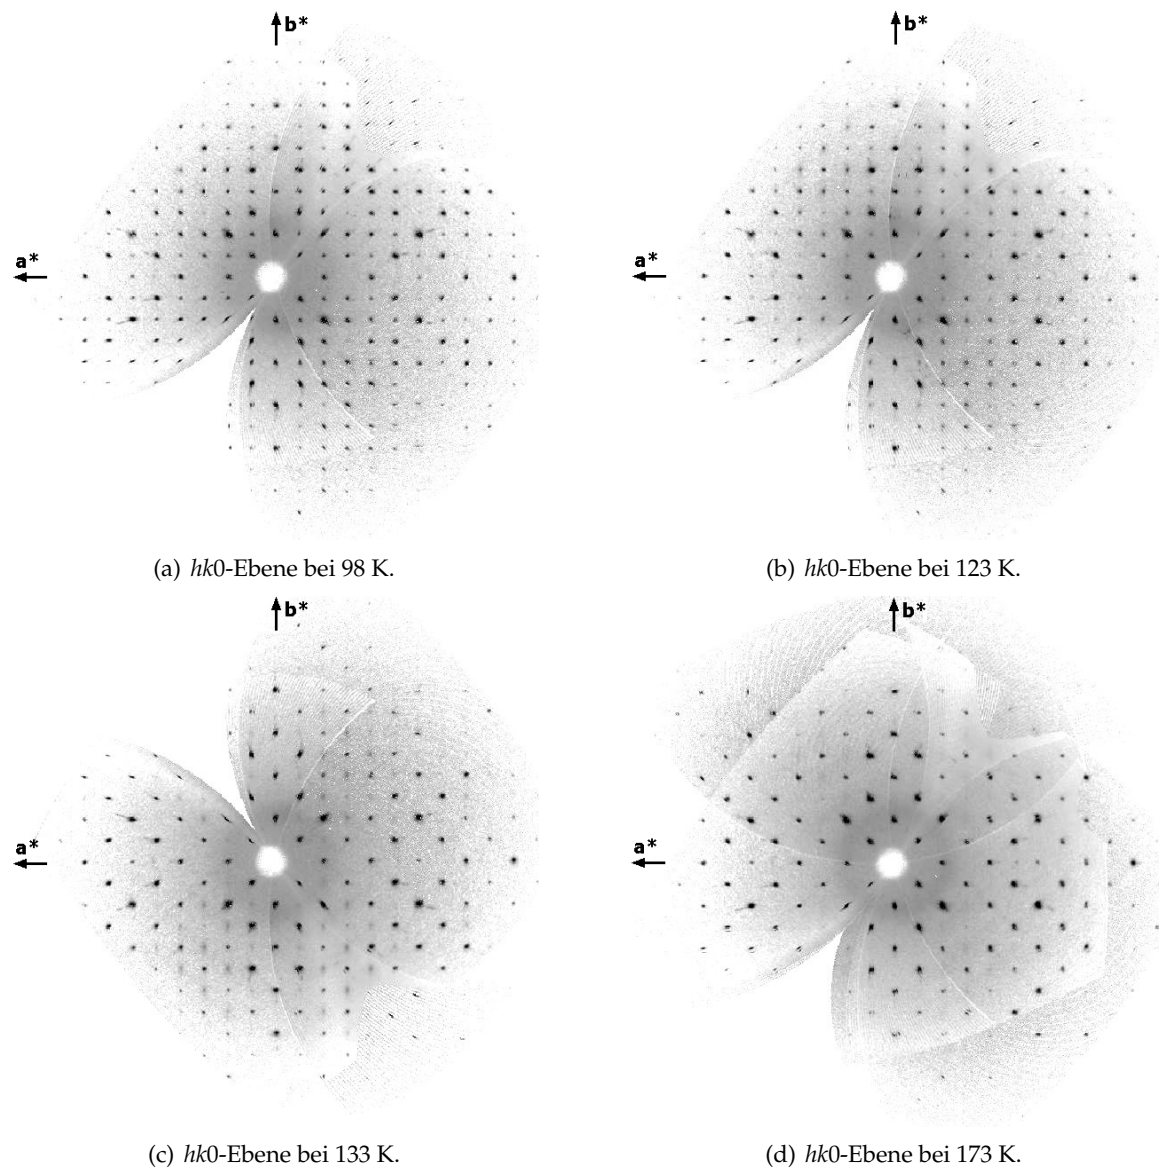 b*
b*
a*
a*
(a) hk0-Ebene bei 98 K.
(b) hk0-Ebene bei 123 K.
b*
b*
a*
a*
(c) hk0-Ebene bei 133 K.
(d) hk0-Ebene bei 173 K.